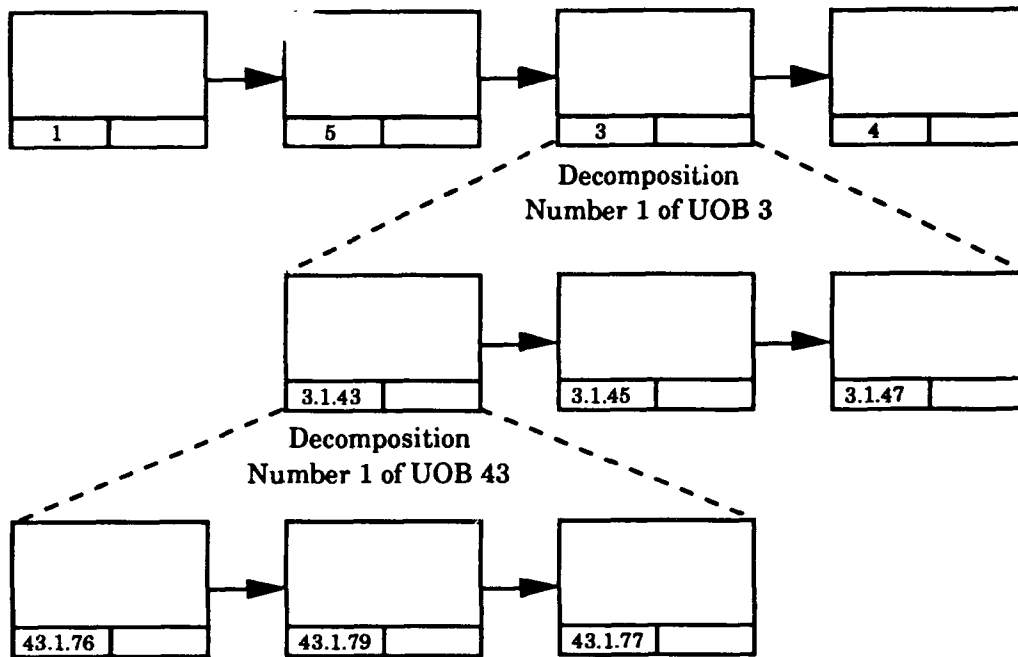 1
5
3
4
Decomposition
Number 1 of UOB 3
3.1.43
3.1.45
3.1.47
Decomposition
Number 1 of UOB 43
43.1.76
43.1.79
43.1.77